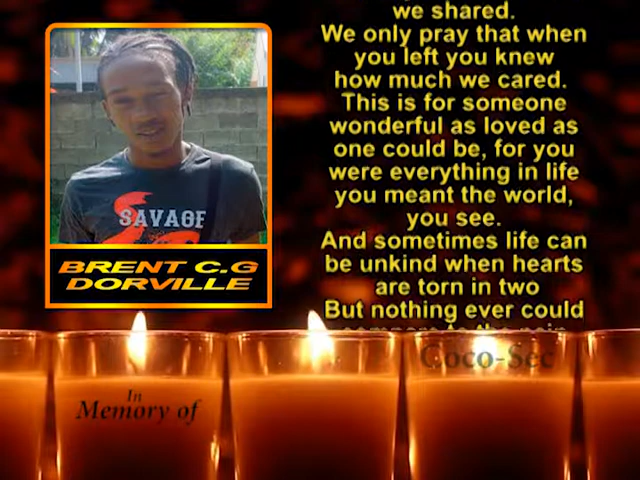 SAVAGE
BRENT C.G
DORVILLE
we shared.
We only pray that when
you left you knew
how much we cared.
This is for someone
wonderful as loved as
one could be, for you
were everything in life
you meant the world,
you see.
And sometimes life can
be unkind when hearts
are torn in two
But nothing ever could
In
Memory of
Coco-Sec